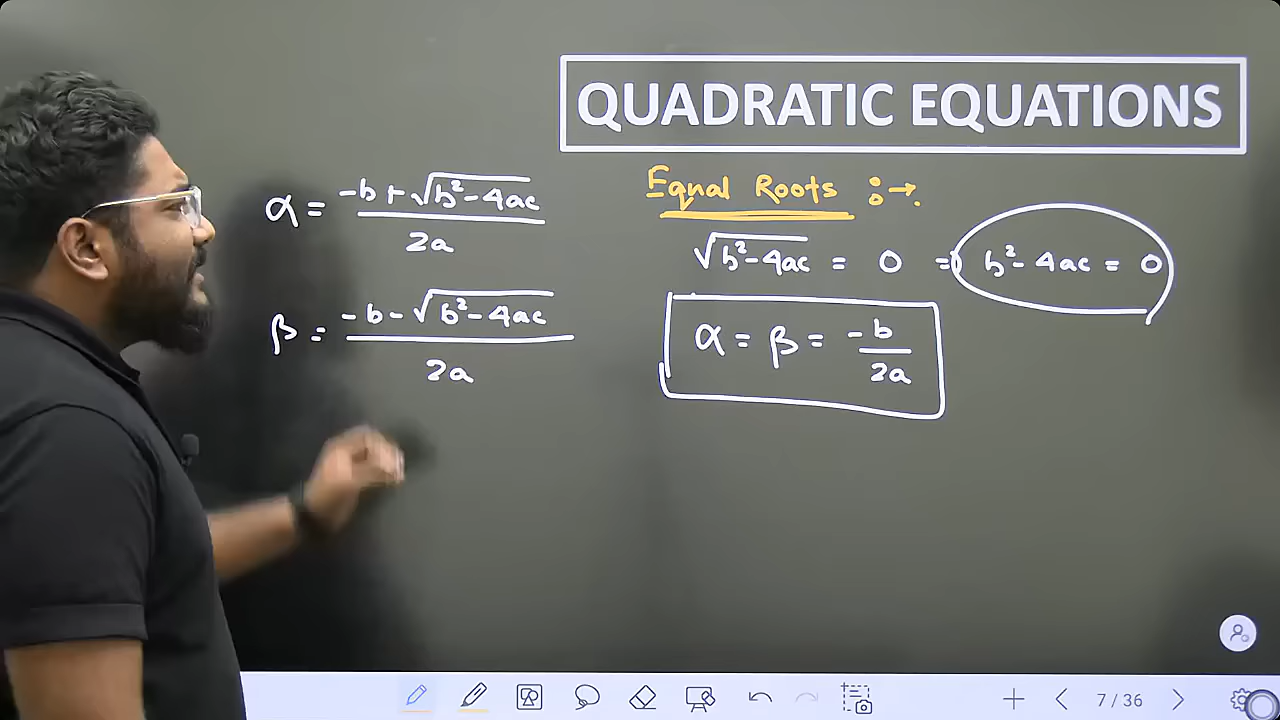 QUADRATIC EQUATIONS
α = -b+√b²-4ac / 2a
β = -b-√b²-4ac / 2a
Equal Roots :→.
√b²-4ac = 0 ⇒ b²-4ac = 0
α = β = -b / 2a
7 / 36